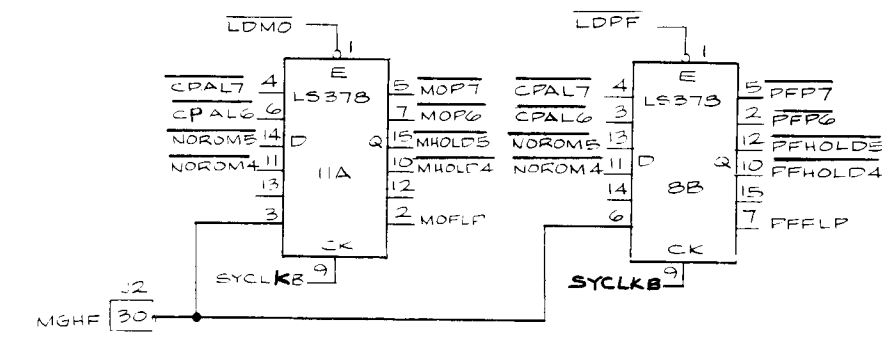 LDMO
LDPF
1
1
E
LS378
D
Q
11A
CK
CPAL7 4
CPAL6 6
NOROM5 14
NOROM4 11
13
3
5 MOP7
7 MOP6
15 MHOLD5
10 MHOLD4
12
2 MOFLP
SYCLKB 9
E
LS378
D
Q
8B
CK
CPAL7 4
CPAL6 3
NOROM5 13
NOROM4 11
14
6
5 PFP7
2 PFP6
12 PFHOLD5
10 PFHOLD4
15
7 PFFLP
SYCLKB 9
J2
MGHF 30